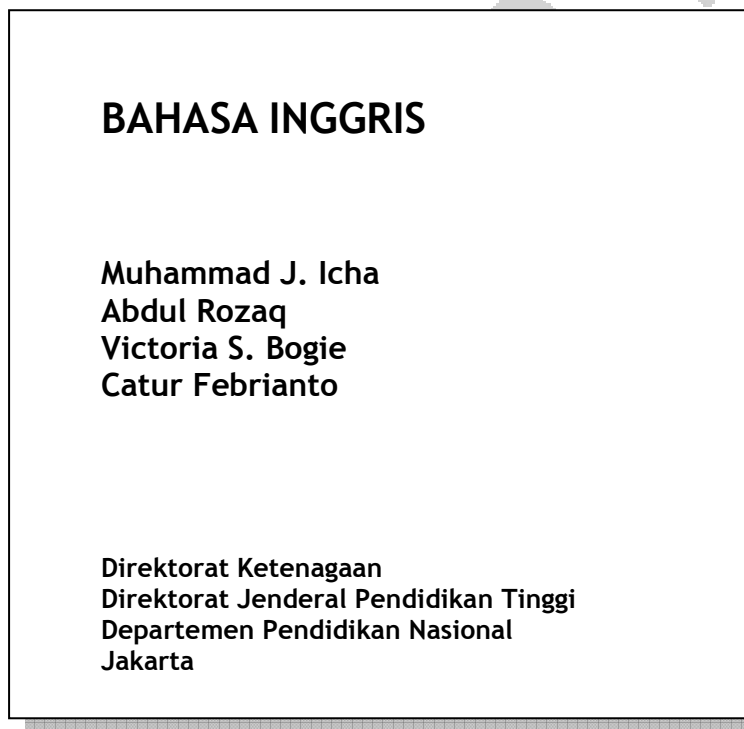 BAHASA INGGRIS
Muhammad J. Icha
Abdul Rozaq
Victoria S. Bogie
Catur Febrianto
Direktorat Ketenagaan
Direktorat Jenderal Pendidikan Tinggi
Departemen Pendidikan Nasional
Jakarta